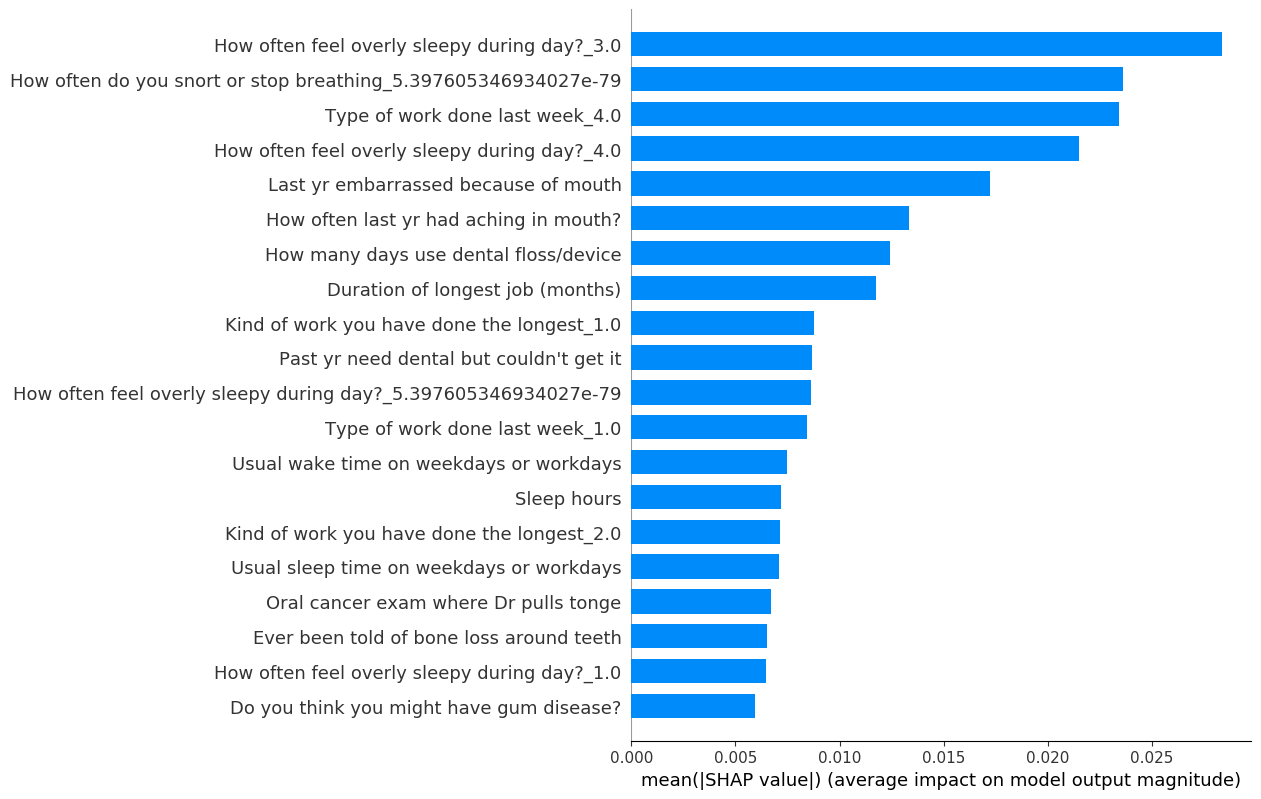 How often feel overly sleepy during day?_3.0
How often do you snort or stop breathing_5.397605346934027e-79
Type of work done last week_4.0
How often feel overly sleepy during day?_4.0
Last yr embarrassed because of mouth
How often last yr had aching in mouth?
How many days use dental floss/device
Duration of longest job (months)
Kind of work you have done the longest_1.0
Past yr need dental but couldn't get it
How often feel overly sleepy during day?_5.397605346934027e-79
Type of work done last week_1.0
Usual wake time on weekdays or workdays
Sleep hours
Kind of work you have done the longest_2.0
Usual sleep time on weekdays or workdays
Oral cancer exam where Dr pulls tonge
Ever been told of bone loss around teeth
How often feel overly sleepy during day?_1.0
Do you think you might have gum disease?
0.000 0.005 0.010 0.015 0.020 0.025
mean(|SHAP value|) (average impact on model output magnitude)